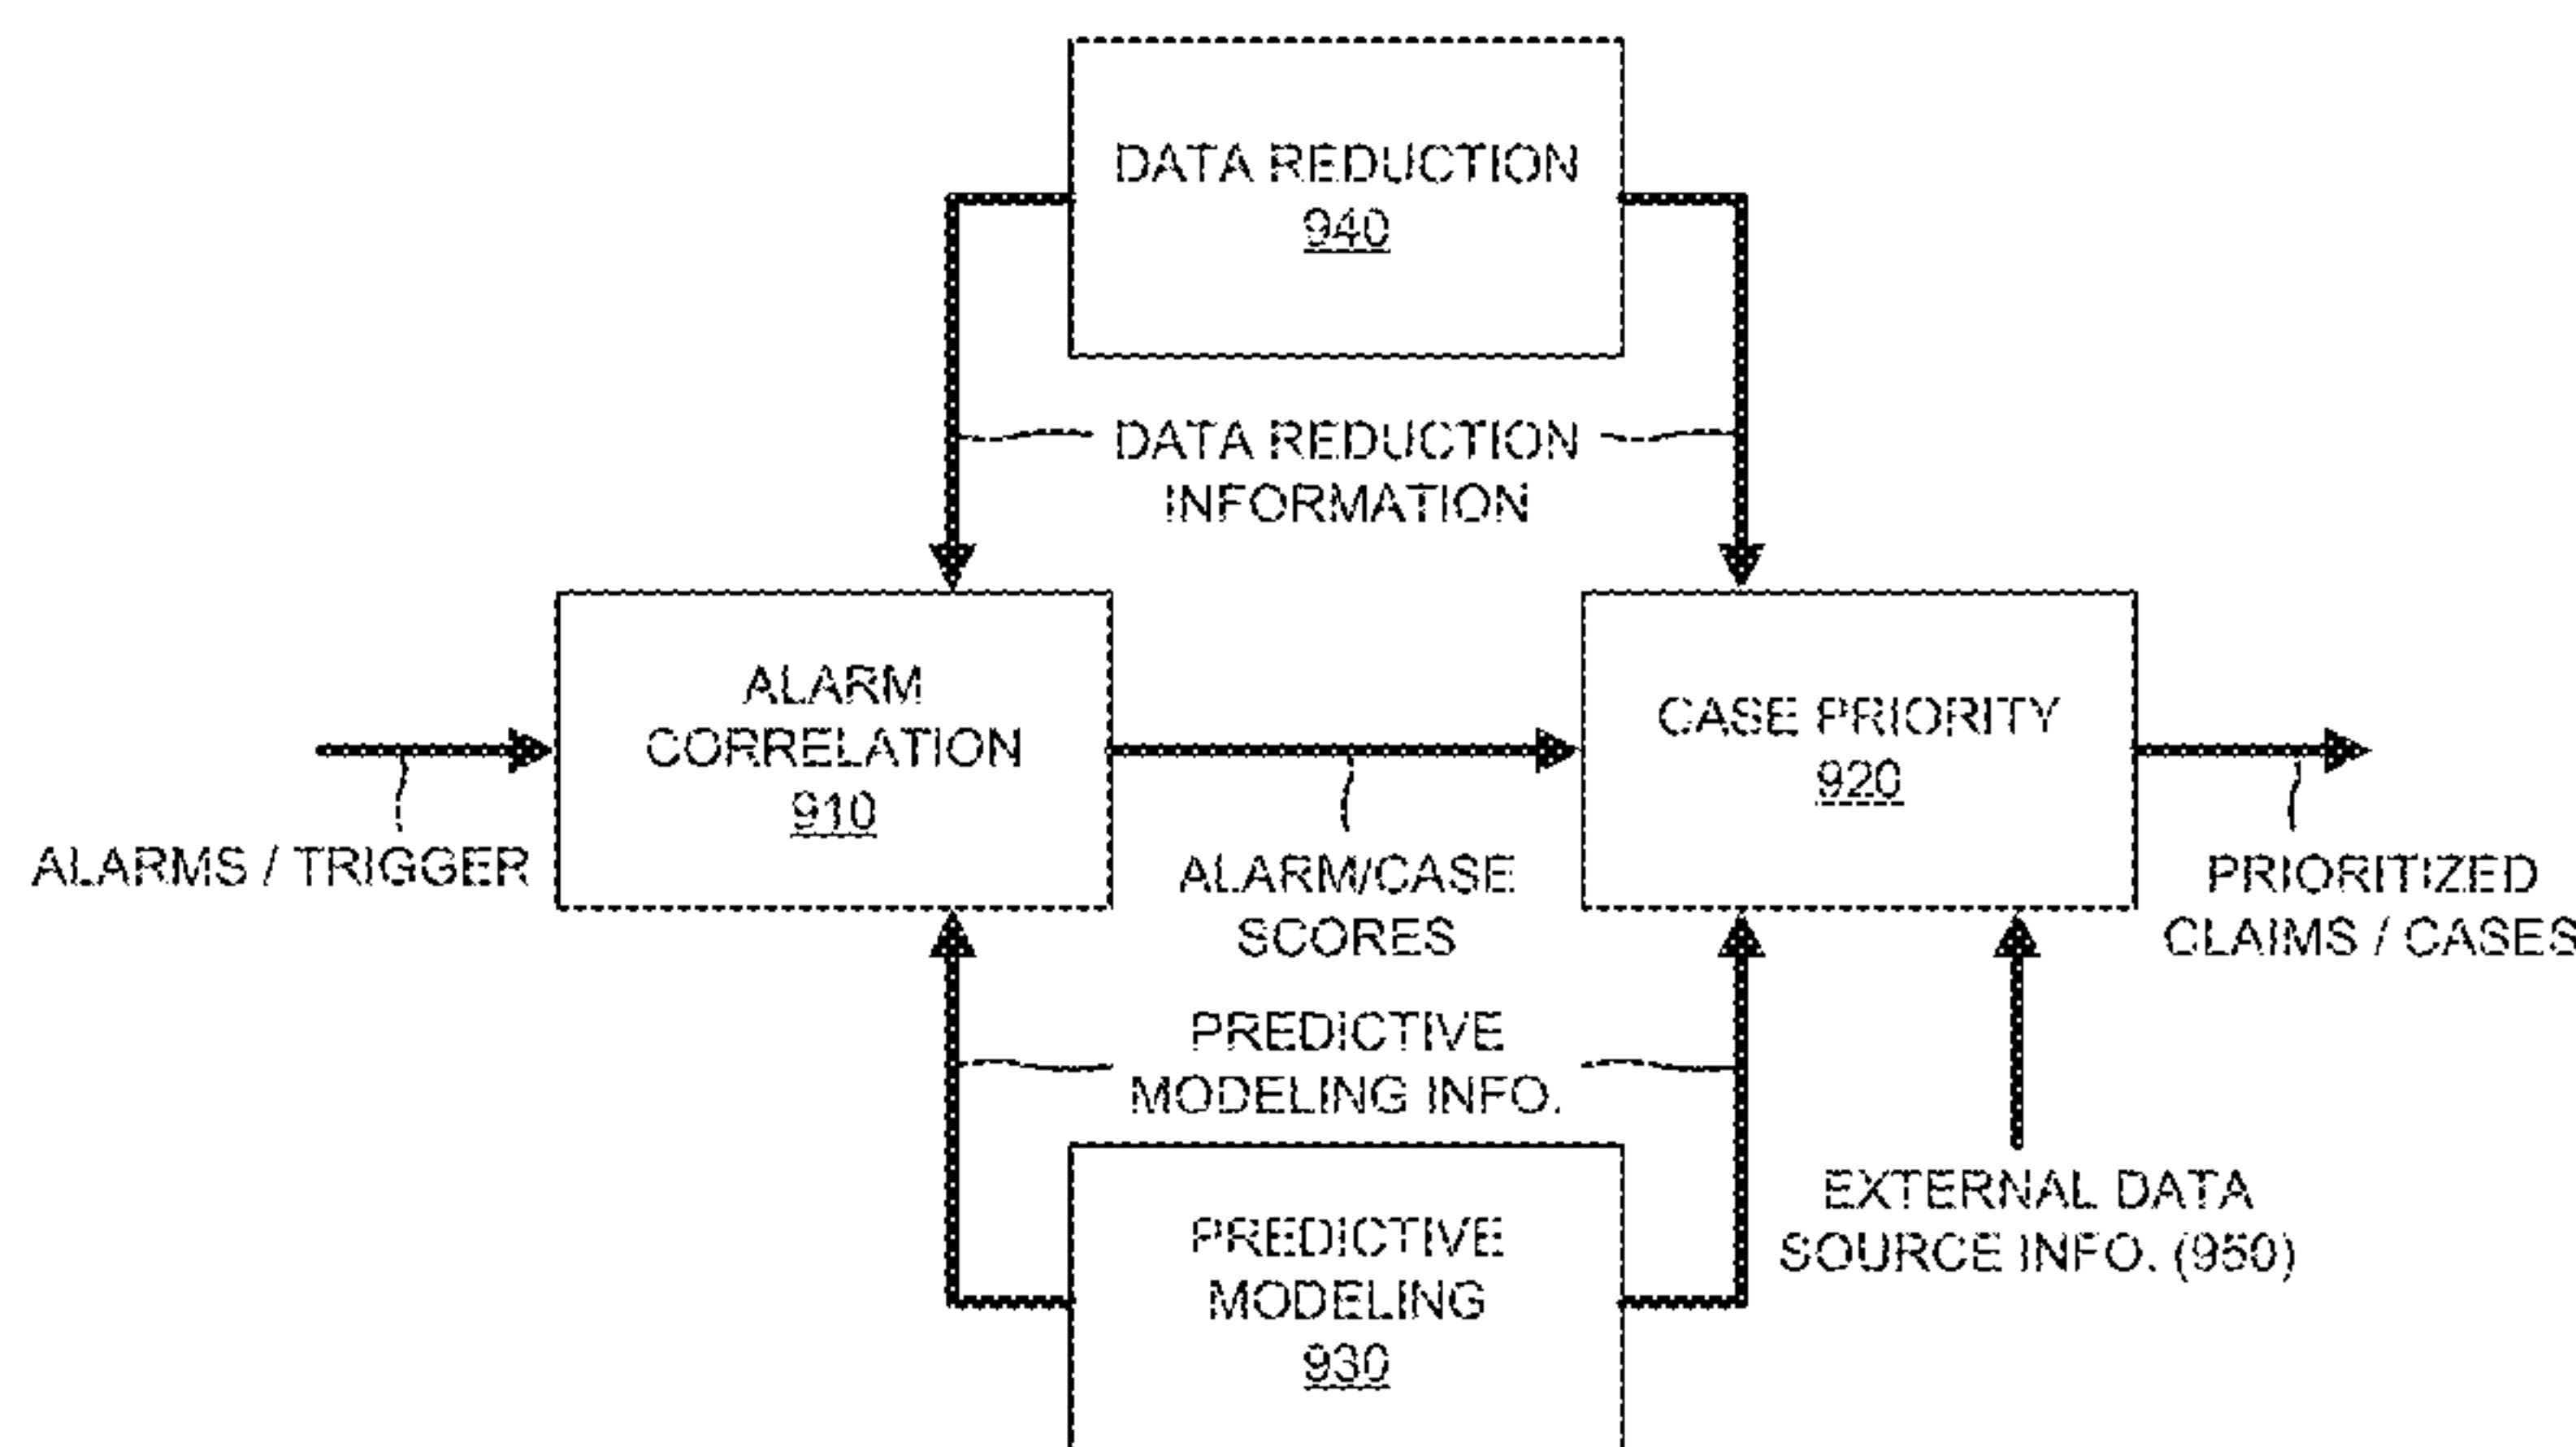 DATA REDUCTION
940
DATA REDUCTION
INFORMATION
ALARM
CORRELATION
910
CASE PRIORITY
920
ALARMS / TRIGGER
ALARM/CASE
SCORES
PRIORITIZED
CLAIMS / CASES
PREDICTIVE
MODELING INFO.
EXTERNAL DATA
SOURCE INFO. (950)
PREDICTIVE
MODELING
930